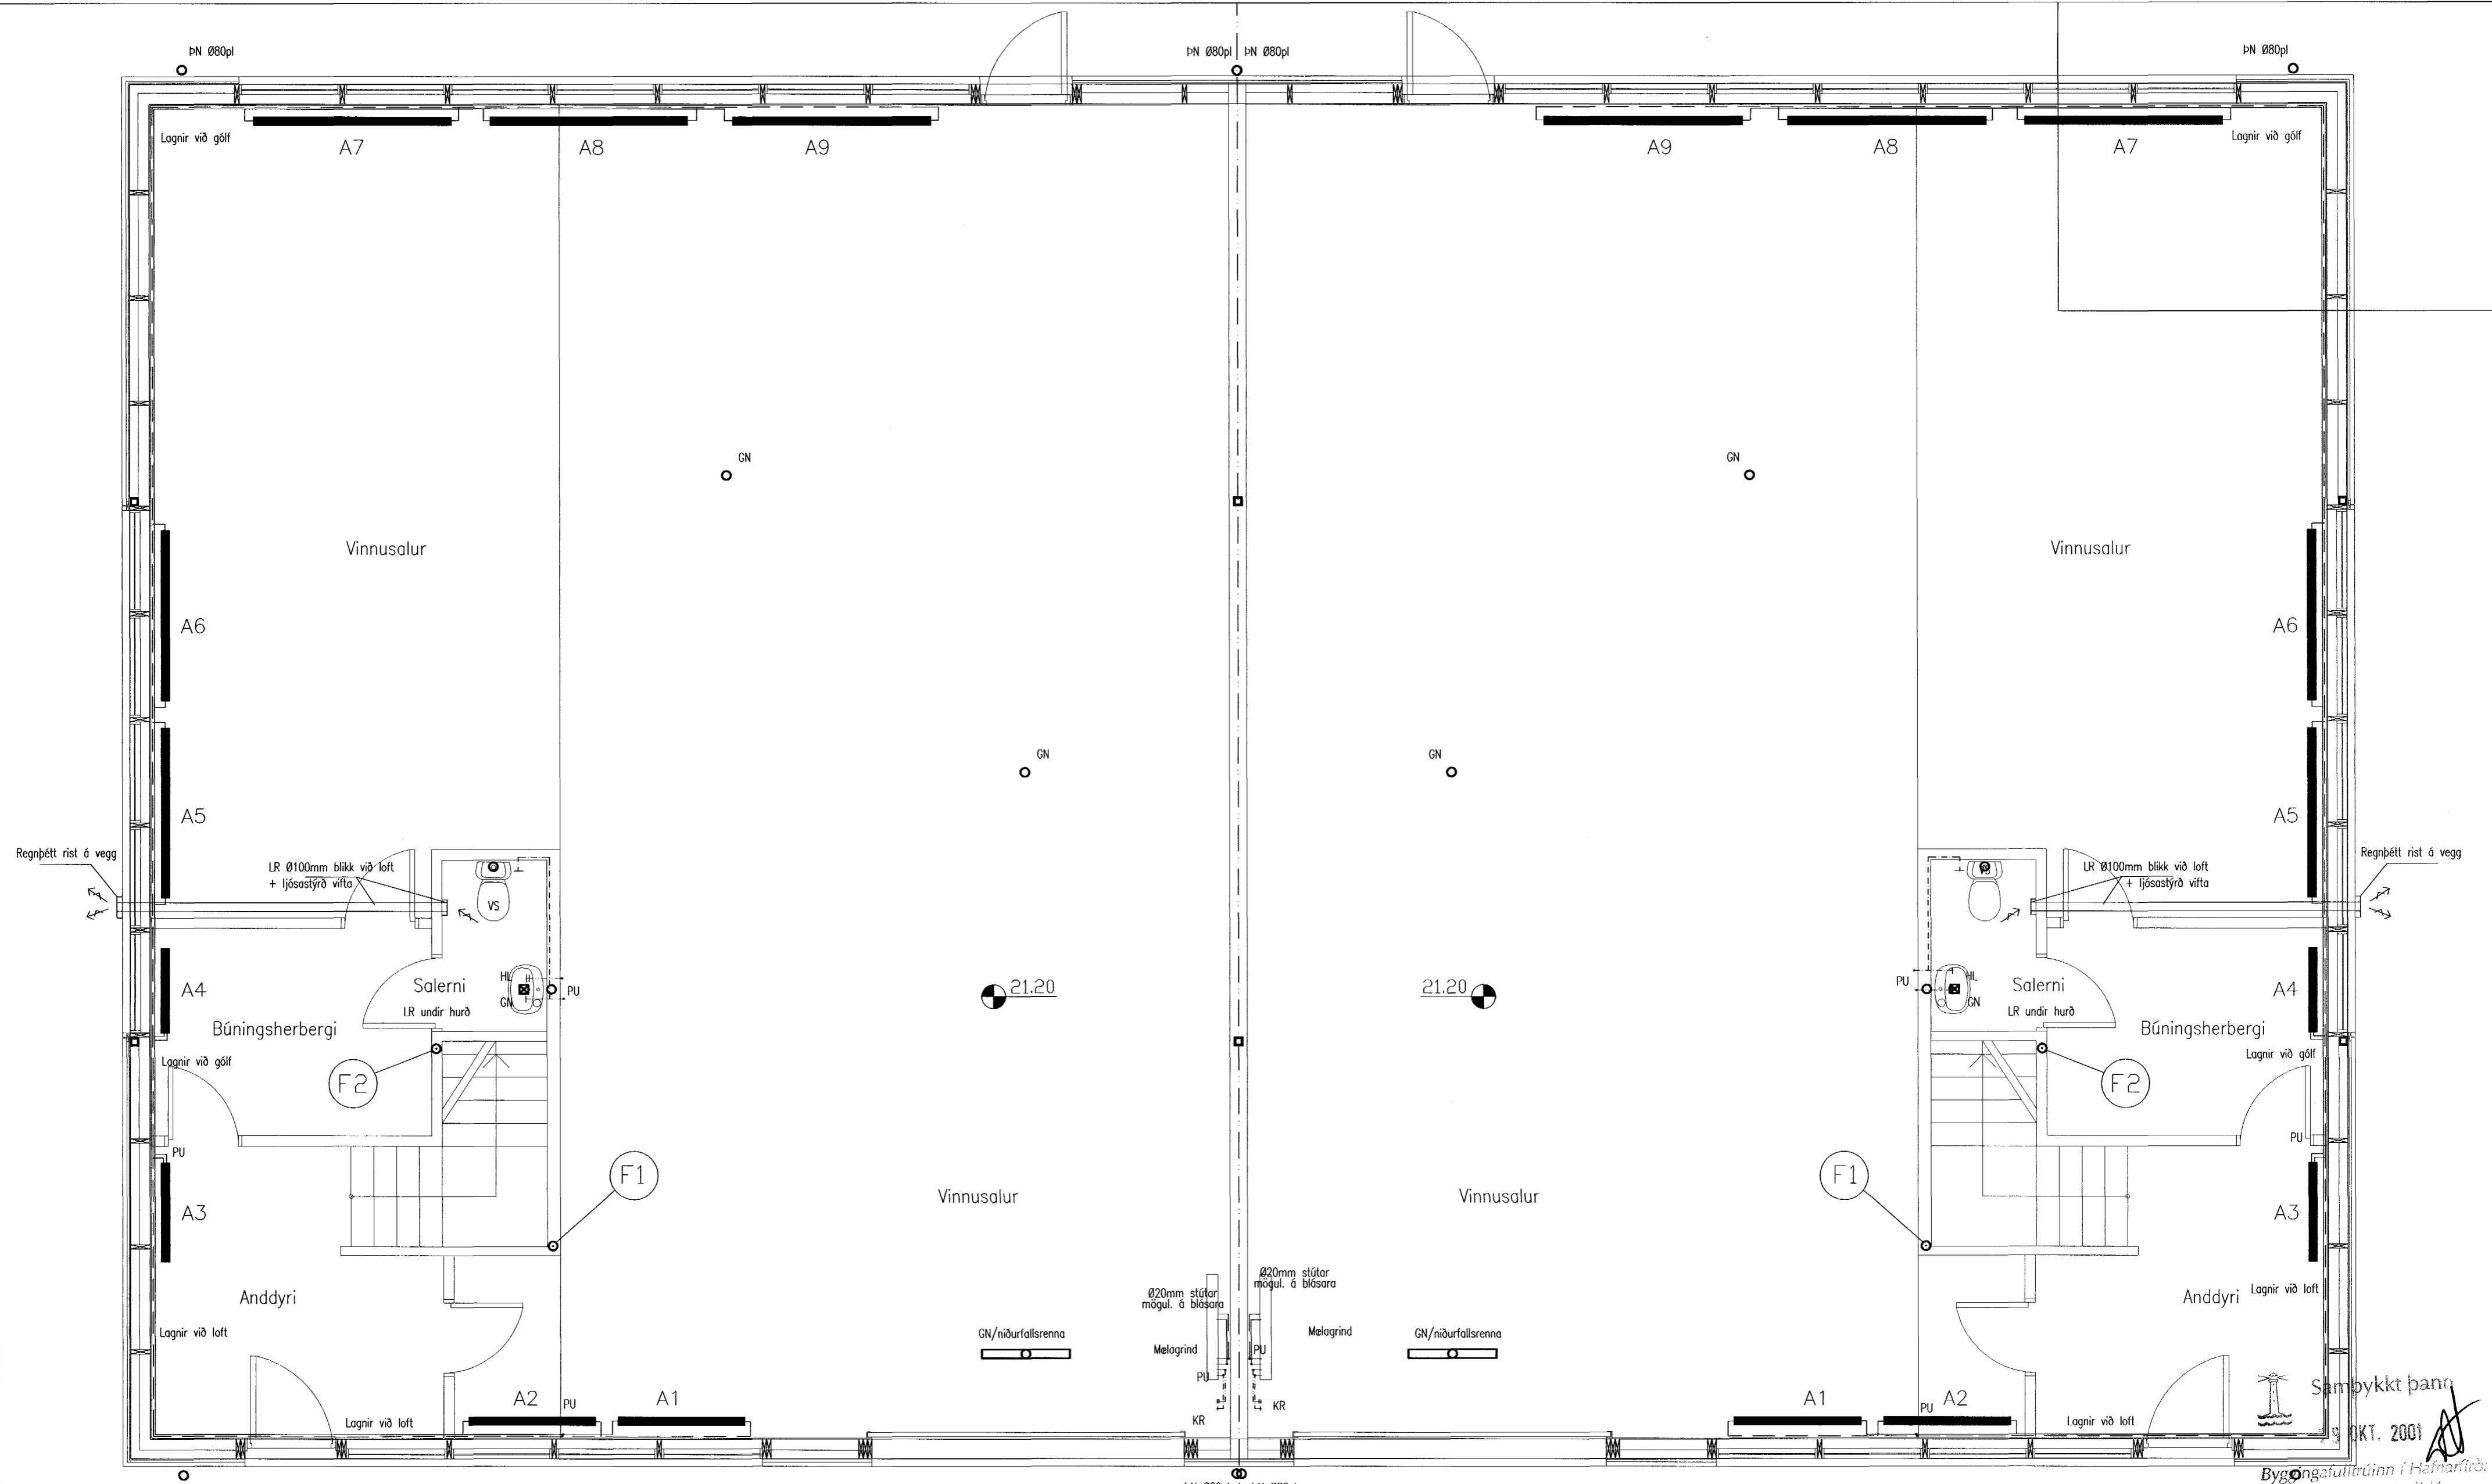 ÞN Ø80pl
ÞN Ø80pl ÞN Ø80pl
ÞN Ø80pl
Lagnir við gólf
A7
A8
A9
A9
A8
A7
Lagnir við gólf
GN
GN
Vinnusalur
Vinnusalur
A6
A6
GN
GN
A5
A5
Regnþétt rist á vegg
LR Ø100mm blikk við loft
+ ljósastýrð vifta
VS
VS
LR Ø100mm blikk við loft
+ ljósastýrð vifta
Regnþétt rist á vegg
A4
Salerni
HL
GN
PU
21.20
21.20
PU
HL
GN
Salerni
A4
LR undir hurð
LR undir hurð
Búningsherbergi
Búningsherbergi
Lagnir við gólf
Lagnir við gólf
F2
F2
PU
PU
F1
F1
A3
Vinnusalur
Vinnusalur
A3
Anddyri
Ø20mm stútar
mögul. á blásara
Ø20mm stútar
mögul. á blásara
Anddyri
Lagnir við loft
Lagnir við loft
GN/niðurfallsrenna
Mælagrind
PU
PU
Mælagrind
GN/niðurfallsrenna
A2
PU
A1
KR
KR
A1
PU
A2
Lagnir við loft
Lagnir við loft
Samþykkt þann
OKT. 2001
Byggingafulltrúinn í Hafnarfirði